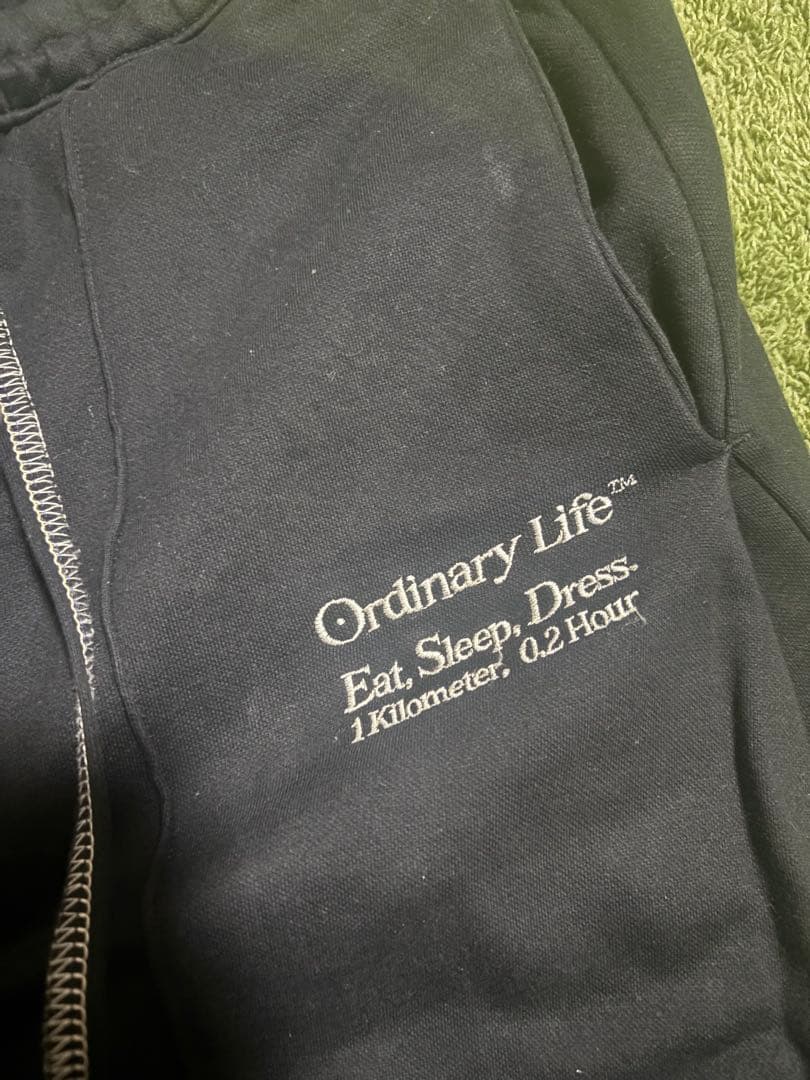 Ordinary Life™
Eat, Sleep, Dress.
1 Kilometer, 0.2 Hour